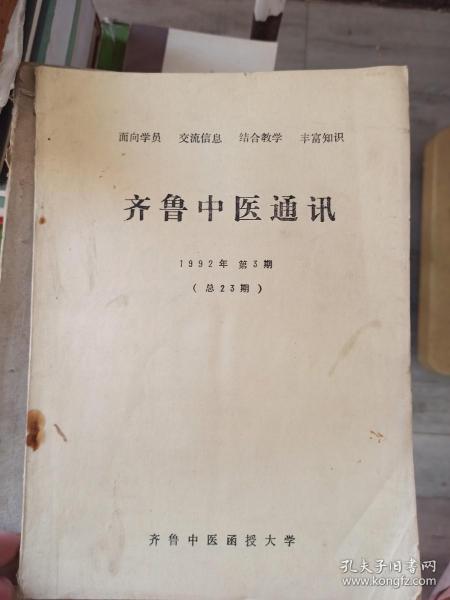 面向学员 交流信息 结合教学 丰富知识
齐鲁中医通讯
1992年 第3期
(总23期)
齐鲁中医函授大学
孔夫子旧书网
www.kongfz.com